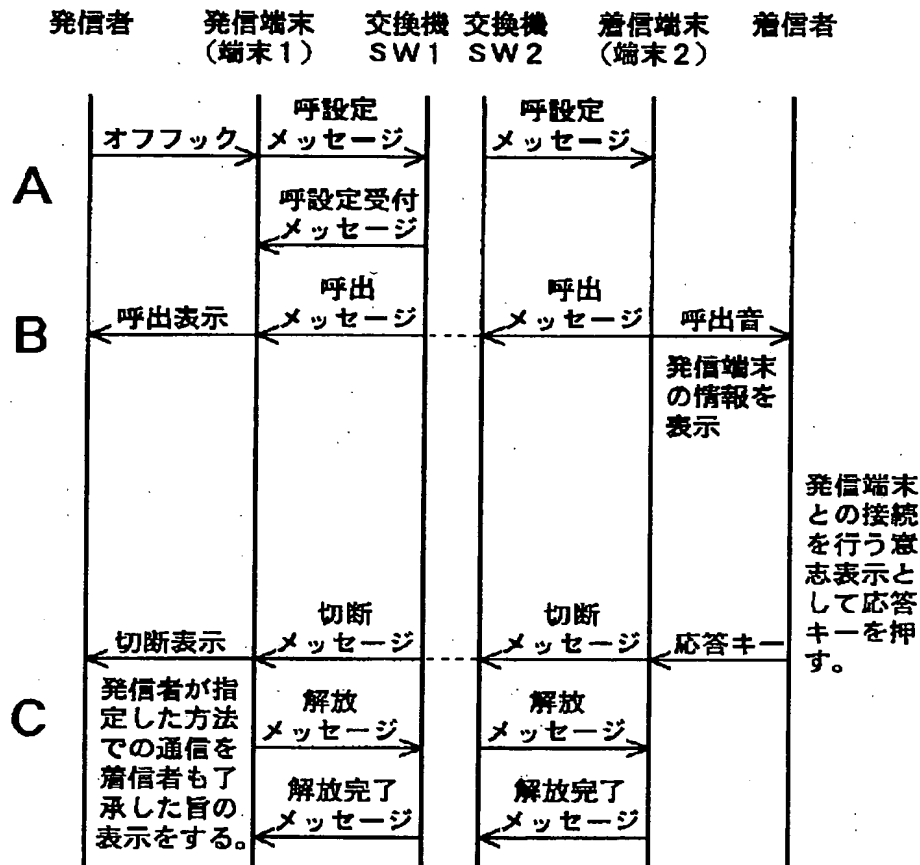 発信者 発信端末 交換機 交換機 着信端末 着信者
(端末1) SW1 SW2 (端末2)
呼設定 呼設定
オフフック メッセージ メッセージ
A
呼設定受付
メッセージ
呼出 呼出
B 呼出表示 メッセージ メッセージ 呼出音
発信端末
の情報を
表示
発信端末
との接続
を行う意
志表示と
して応答
キーを押
す。
切断 切断
切断表示 メッセージ メッセージ 応答キー
C
発信者が指
定した方法
での通信を
着信者も了
承した旨の
表示をする。
解放 解放
メッセージ メッセージ
解放完了 解放完了
メッセージ メッセージ